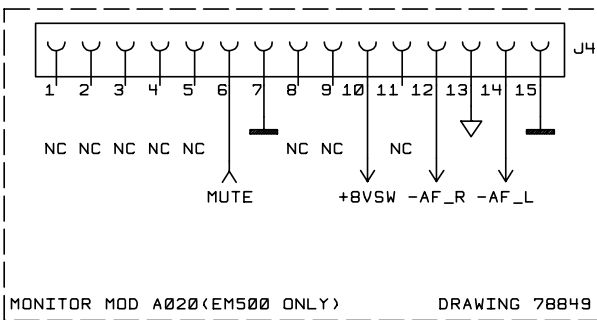 J4
1 2 3 4 5 6 7 8 9 10 11 12 13 14 15
NC NC NC NC NC NC NC NC
MUTE +8VSW -AF_R -AF_L
MONITOR MOD A020(EM500 ONLY) DRAWING 78849